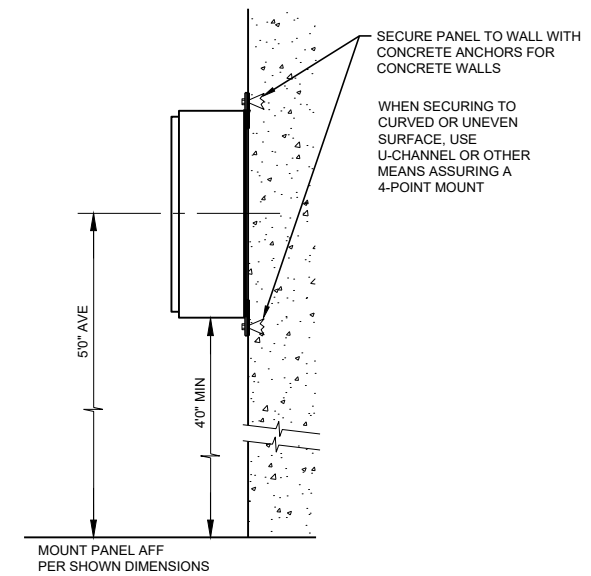 SECURE PANEL TO WALL WITH
CONCRETE ANCHORS FOR
CONCRETE WALLS
WHEN SECURING TO
CURVED OR UNEVEN
SURFACE, USE
U-CHANNEL OR OTHER
MEANS ASSURING A
4-POINT MOUNT
5'0" AVE
4'0" MIN
MOUNT PANEL AFF
PER SHOWN DIMENSIONS